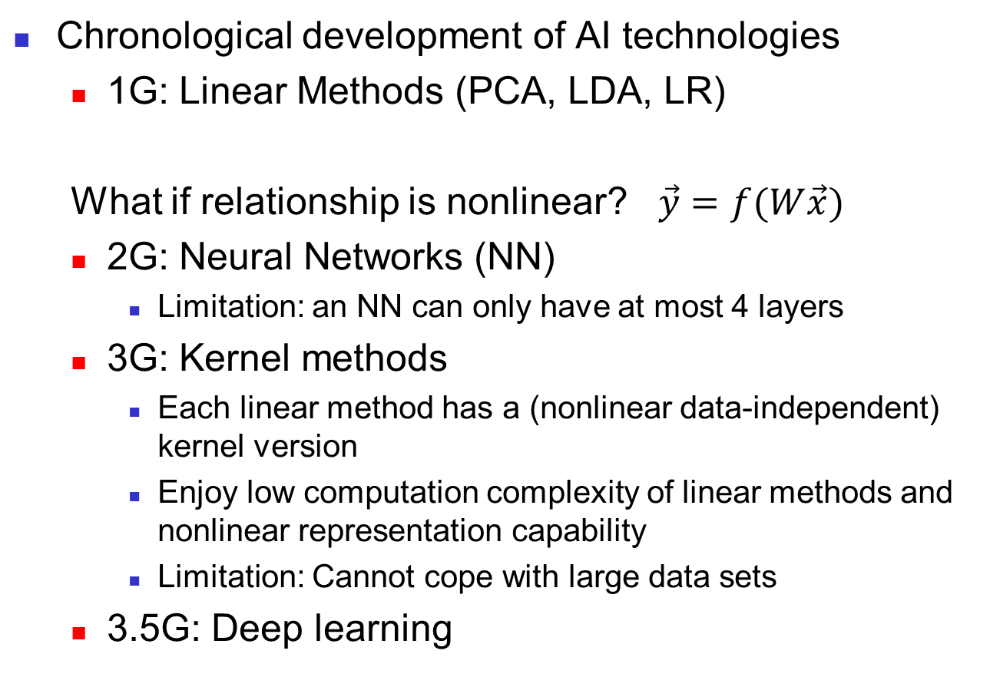 Chronological development of AI technologies
1G: Linear Methods (PCA, LDA, LR)
What if relationship is nonlinear? y⃗ = f(Wx⃗)
2G: Neural Networks (NN)
Limitation: an NN can only have at most 4 layers
3G: Kernel methods
Each linear method has a (nonlinear data-independent)
kernel version
Enjoy low computation complexity of linear methods and
nonlinear representation capability
Limitation: Cannot cope with large data sets
3.5G: Deep learning